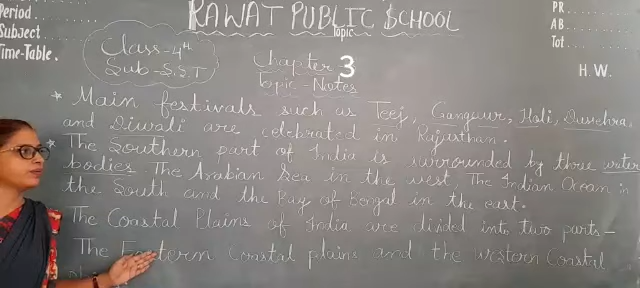 RAWAT PUBLIC SCHOOL
Period
Subject
Time-Table.
PR
AB
Tot
H.W.
Topic
Class-4th
Sub-S.S.T
Chapter 3
Topic-Notes
* Main festivals such as Teej, Gangaur, Holi, Dussehra,
and Diwali are celebrated in Rajasthan.
* The Southern part of India is surrounded by three water
bodies. The Arabian Sea in the west, The Indian Ocean in
the South and the Bay of Bengal in the east.
The Coastal Plains of India are divided into two parts-
The Eastern Coastal plains and the western Coastal